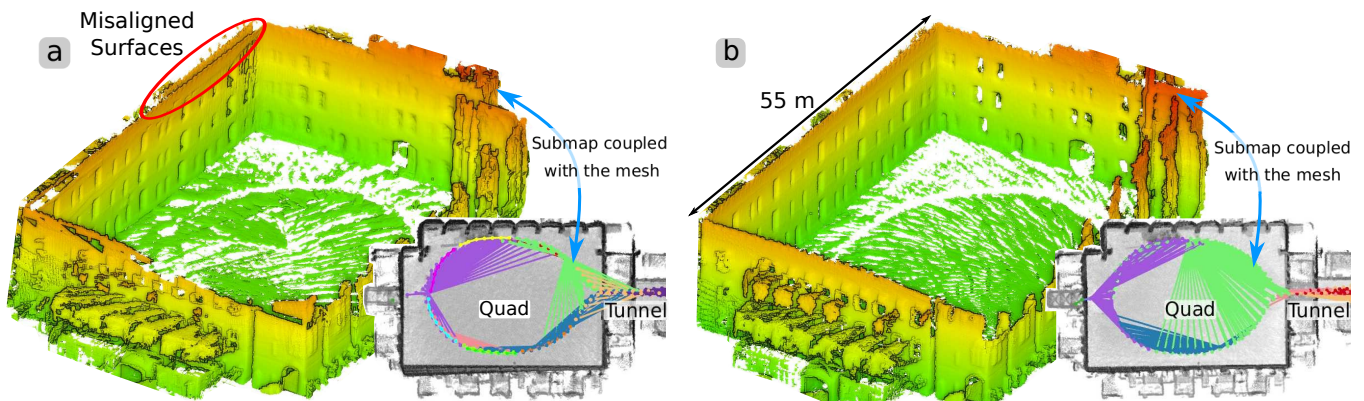 a
Misaligned
Surfaces
Submap coupled
with the mesh
Quad
Tunnel
b
55 m
Submap coupled
with the mesh
Quad
Tunnel